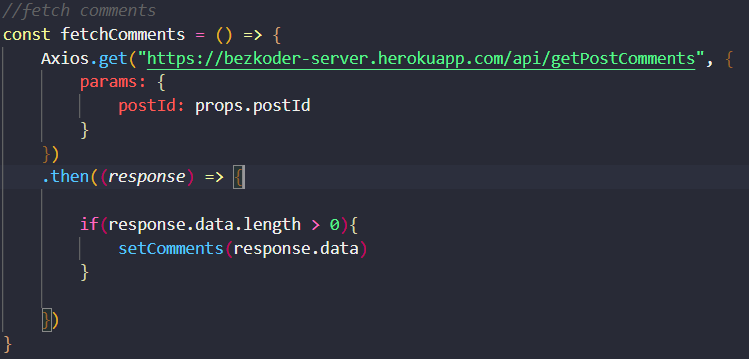 //fetch comments
const fetchComments = () => {
Axios.get("https://bezkoder-server.herokuapp.com/api/getPostComments", {
params: {
postId: props.postId
}
})
.then((response) => {
if(response.data.length > 0){
setComments(response.data)
}
})
}